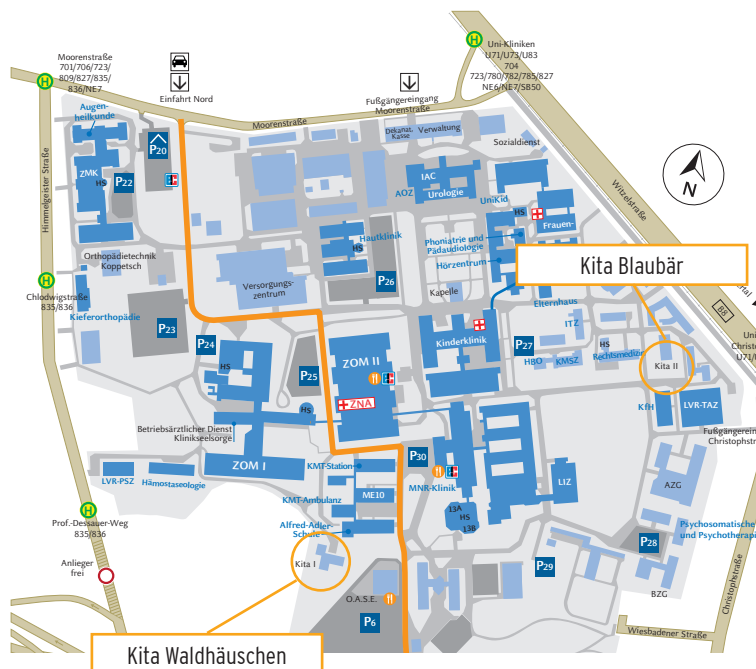 Moorenstraße
701/706/723/
809/827/835/
836/NE7
H
Einfahrt Nord
Fußgängereingang
Moorenstraße
H
Uni-Kliniken
U71/U73/U83
704
723/780/782/785/827
NE6/NE7/SB50
Augen-
heilkunde
P20
Moorenstraße
Dekanat
Kasse
Verwaltung
Sozialdienst
Himmelgeister Straße
ZMK
HS
P22
IAC
AOZ
Urologie
UniKid
HS
Frauen-
N
Witzelstraße
Hautklinik
HS
Phoniatrie und
Pädaudiologie
Hörzentrum
Orthopädietechnik
Koppetsch
Versorgungs-
zentrum
P26
Kapelle
Kita Blaubär
H
Chlodwigstraße
835/836
Kieferorthopädie
P23
Elternhaus
ITZ
B8
P24
ZOM II
Kinderklinik
P27
HS
Rechtsmedizin
HBO
KMSZ
Kita II
HS
P25
ZNA
HS
KfH
LVR-TAZ
Betriebsärztlicher Dienst
Klinikseelsorge
Fußgängerein
Christophstr
ZOM I
KMT-Station
P30
MNR-Klinik
LVR-PSZ
Hämostaseologie
ME10
LIZ
AZG
KMT-Ambulanz
H
Prof.-Dessauer-Weg
835/836
Alfred-Adler-
Schule
13A
HS
13B
Psychosomatische
und Psychotherapi
P28
Anlieger
frei
Kita I
P29
BZG
Christophstraße
O.A.S.E.
P6
Wiesbadener Straße
Kita Waldhäuschen